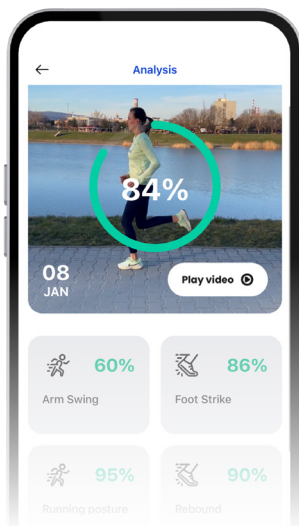 Analysis
84%
08
JAN
Play video
60%
Arm Swing
86%
Foot Strike
95%
Running posture
90%
Rebound